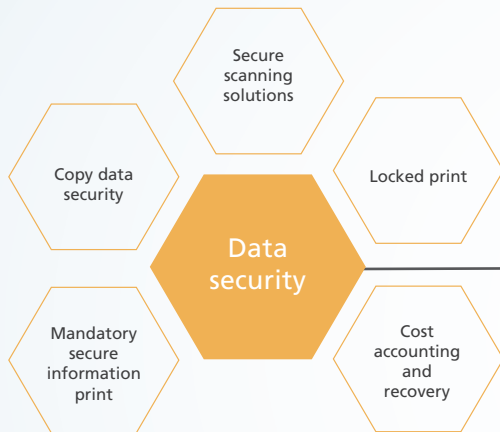 Secure
scanning
solutions
Copy data
security
Locked print
Data
security
Mandatory
secure
information
print
Cost
accounting
and
recovery